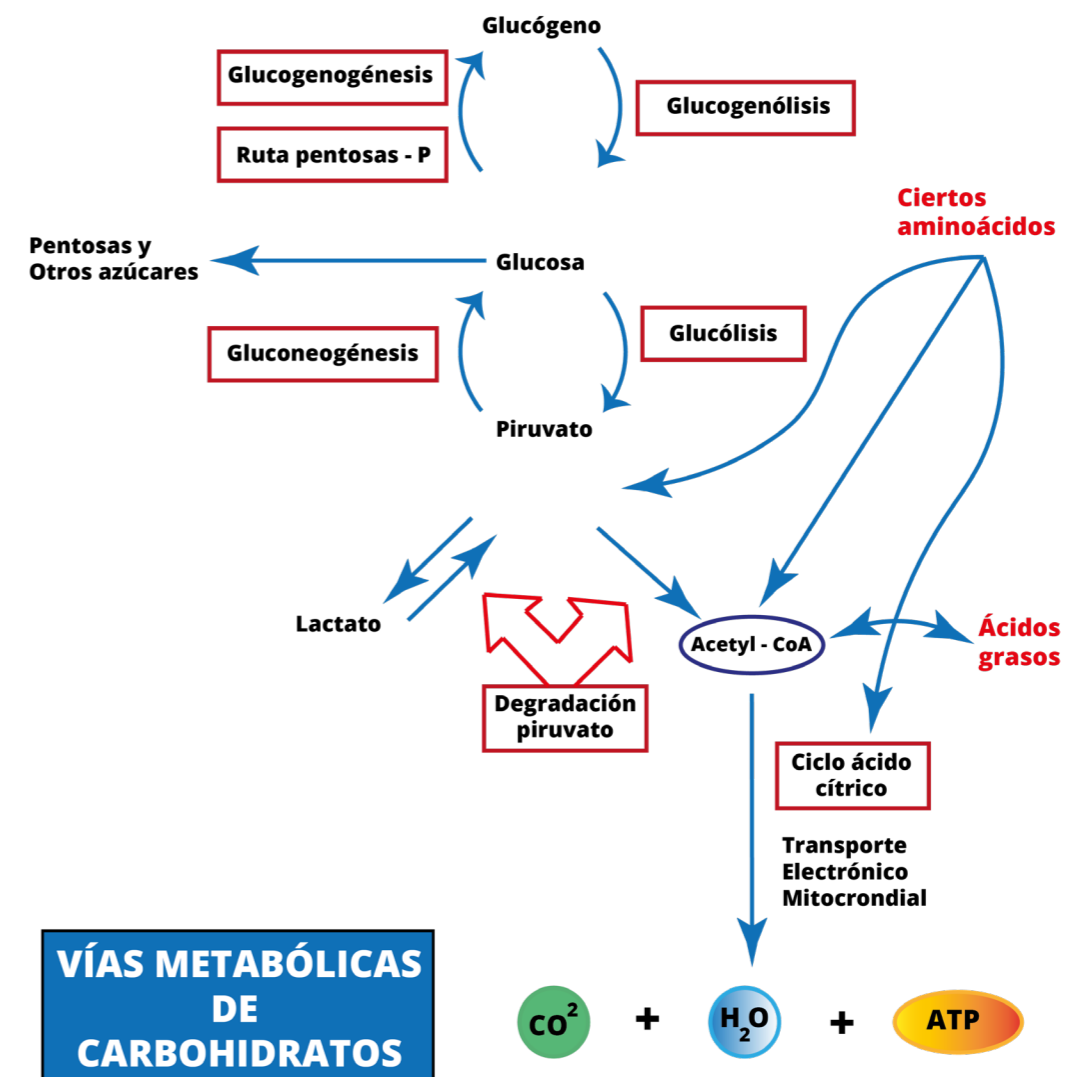 Glucógeno
Glucogenogénesis
Glucogenólisis
Ruta pentosas - P
Ciertos
aminoácidos
Pentosas y
Otros azúcares
Glucosa
Gluconeogénesis
Glucólisis
Piruvato
Lactato
Acetyl - CoA
Ácidos
grasos
Degradación
piruvato
Ciclo ácido
cítrico
Transporte
Electrónico
Mitocrondial
VÍAS METABÓLICAS
DE
CARBOHIDRATOS
CO² + H₂O + ATP